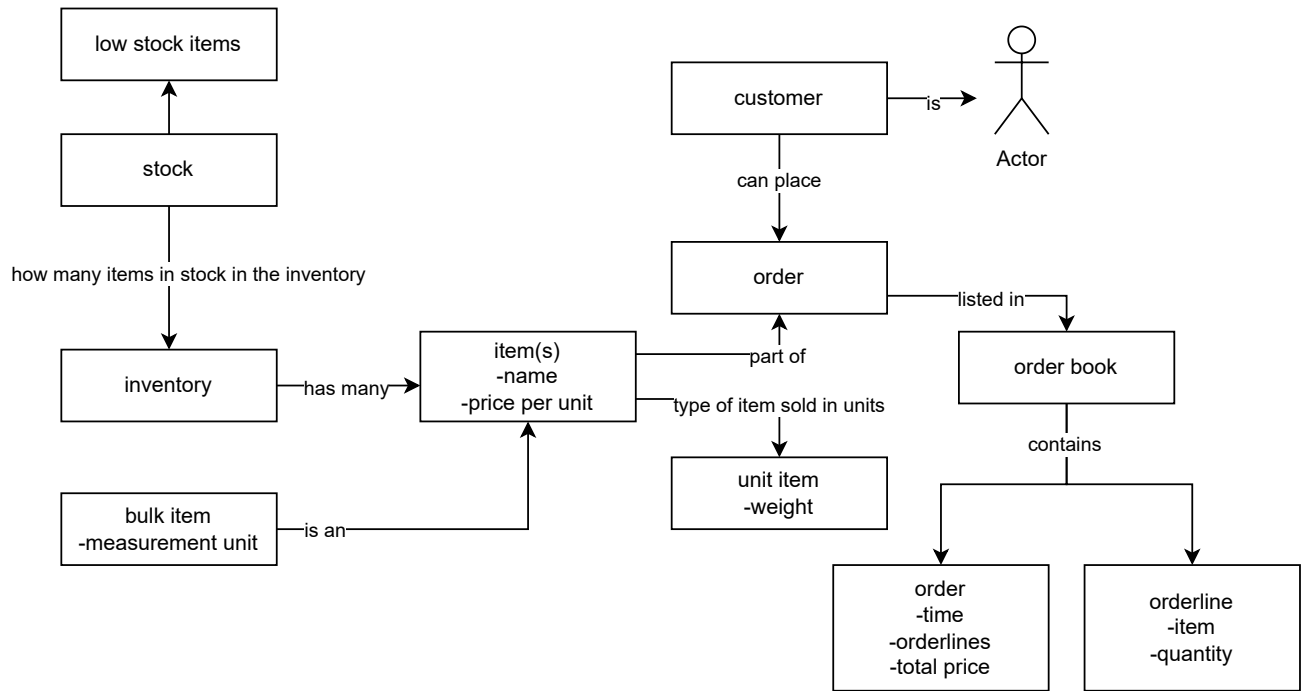 low stock items
stock
how many items in stock in the inventory
inventory
has many
item(s)
-name
-price per unit
bulk item
-measurement unit
is an
customer
is
Actor
can place
order
listed in
part of
type of item sold in units
unit item
-weight
order book
contains
order
-time
-orderlines
-total price
orderline
-item
-quantity